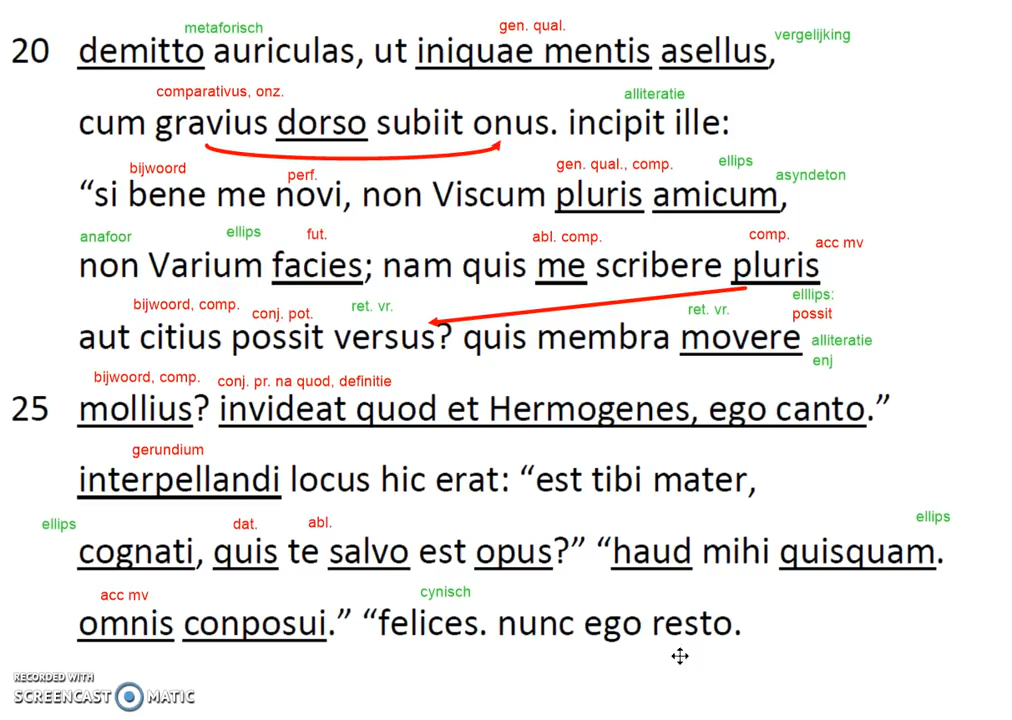 metaforisch gen. qual. vergelijking
20 demitto auriculas, ut iniquae mentis asellus,
comparativus, onz. alliteratie
cum gravius dorso subiit onus. incipit ille:
bijwoord perf. gen. qual., comp. ellips asyndeton
“si bene me novi, non Viscum pluris amicum,
anafoor ellips fut. abl. comp. comp. acc mv
non Varium facies; nam quis me scribere pluris
bijwoord, comp. conj. pot. ret. vr. ret. vr. elllips: possit
aut citius possit versus? quis membra movere
alliteratie
enj
bijwoord, comp. conj. pr. na quod, definitie
25 mollius? invideat quod et Hermogenes, ego canto.”
gerundium
interpellandi locus hic erat: “est tibi mater,
ellips dat. abl. ellips
cognati, quis te salvo est opus?” “haud mihi quisquam.
acc mv cynisch
omnis conposui.” “felices. nunc ego resto.
RECORDED WITH
SCREENCAST MATIC